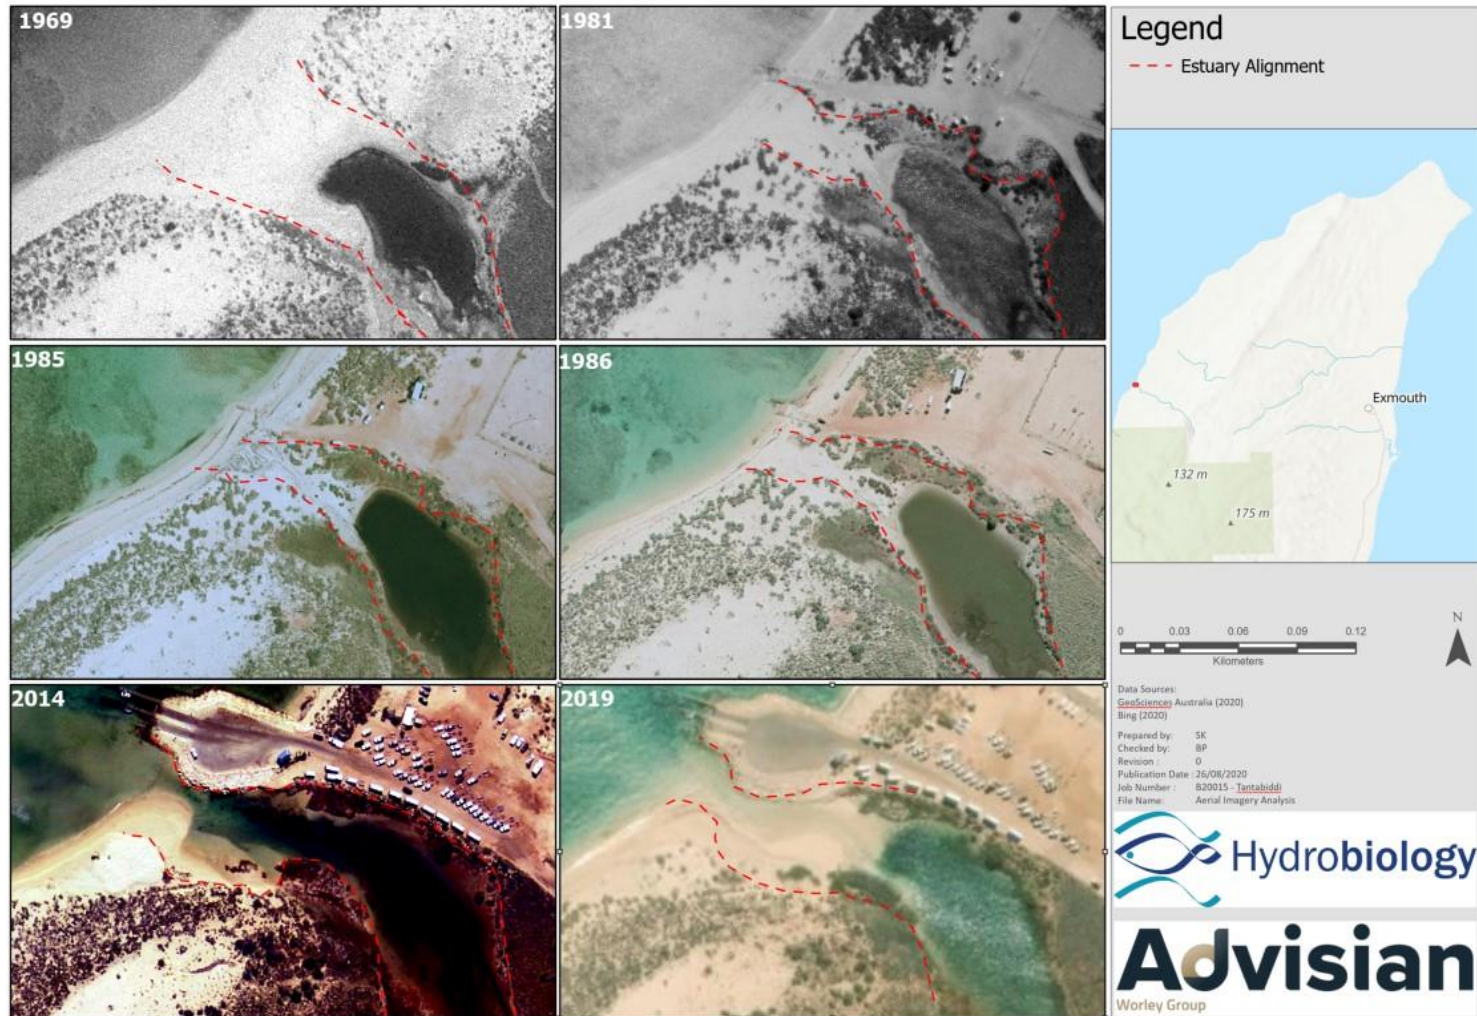 1969
1981
1985
1986
2014
2019
Legend
Estuary Alignment
Exmouth
132 m
175 m
N
0 0.03 0.06 0.09 0.12
Kilometers
Data Sources:
GeoSciences Australia (2020)
Bing (2020)
Prepared by: SK
Checked by: BP
Revision : 0
Publication Date : 26/08/2020
Job Number : B20015 - Tantabiddi
File Name: Aerial Imagery Analysis
Hydrobiology
Advisian
Worley Group